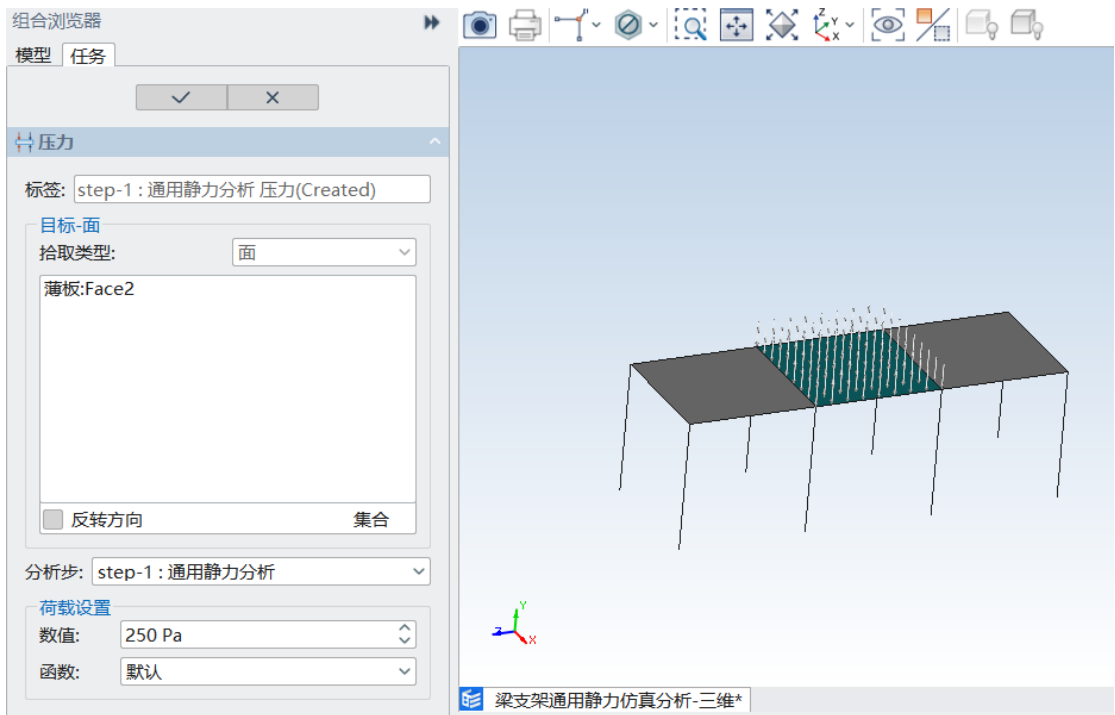 组合浏览器
模型 任务
压力
标签: step-1 : 通用静力分析 压力(Created)
目标-面
拾取类型: 面
薄板:Face2
反转方向 集合
分析步: step-1 : 通用静力分析
荷载设置
数值: 250 Pa
函数: 默认
Z
Y
X
Y
Z
X
梁支架通用静力仿真分析-三维*